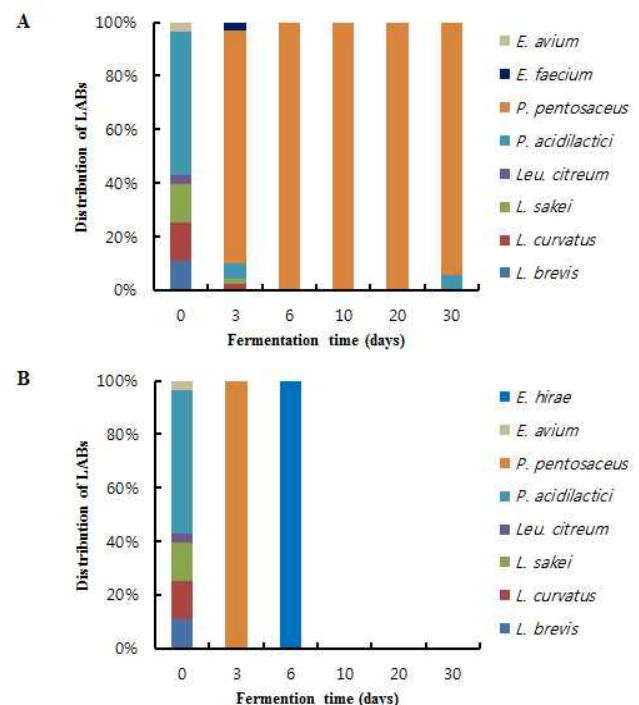 A
100%
80%
60%
40%
20%
0%
Distribution of LABs
0 3 6 10 20 30
Fermentation time (days)
E. avium
E. faecium
P. pentosaceus
P. acidilactici
Leu. citreum
L. sakei
L. curvatus
L. brevis
B
100%
80%
60%
40%
20%
0%
Distribution of LABs
0 3 6 10 20 30
Fermention time (days)
E. hirae
E. avium
P. pentosaceus
P. acidilactici
Leu. citreum
L. sakei
L. curvatus
L. brevis